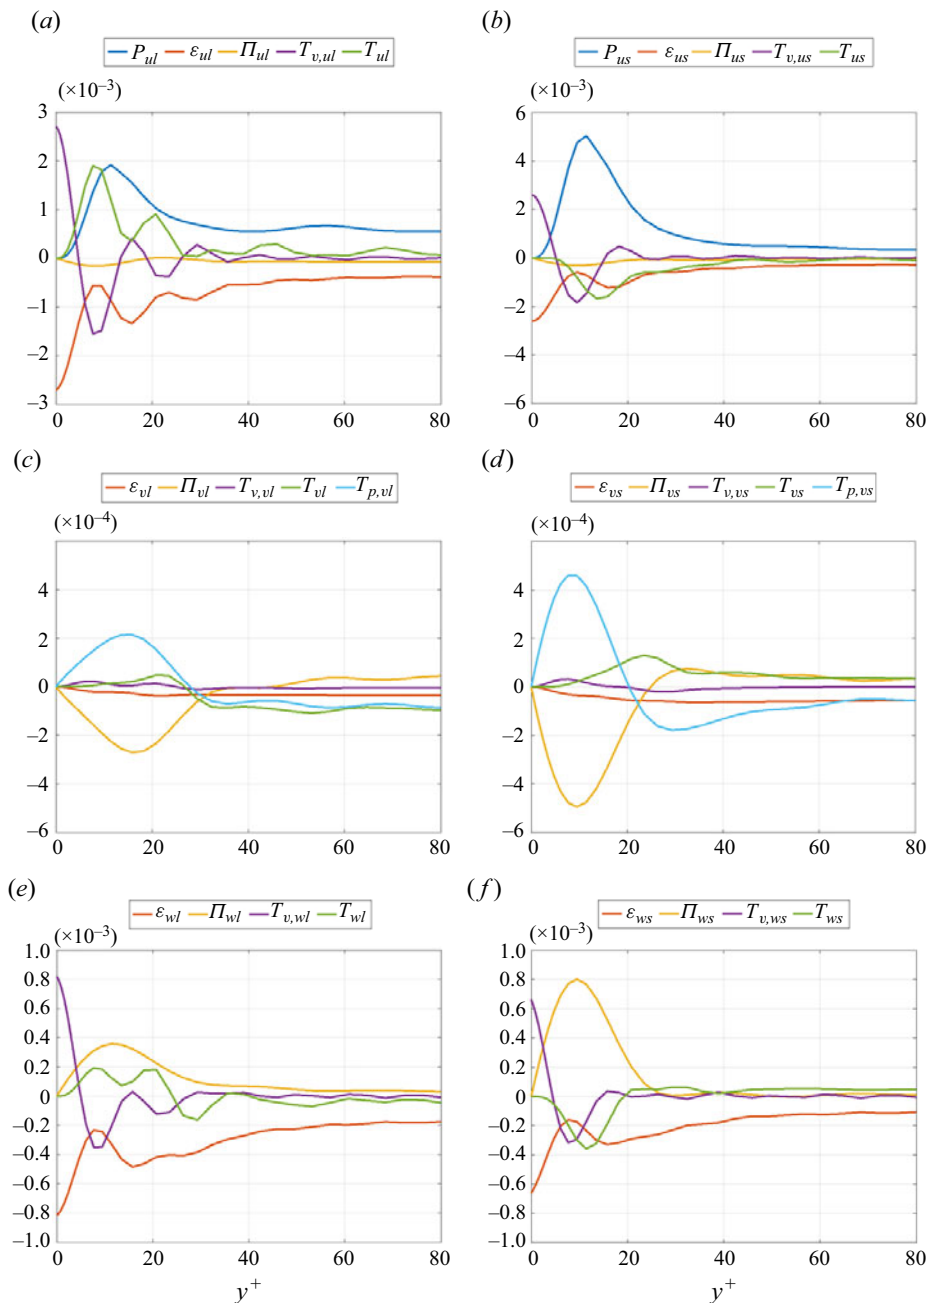 (a)
P_ul ε_ul Π_ul T_v,ul T_ul
(×10⁻³)
3
2
1
0
–1
–2
–3
0 20 40 60 80
(b)
P_us ε_us Π_us T_v,us T_us
(×10⁻³)
6
4
2
0
–2
–4
–6
0 20 40 60 80
(c)
ε_vl Π_vl T_v,vl T_vl T_p,vl
(×10⁻⁴)
4
2
0
–2
–4
–6
0 20 40 60 80
(d)
ε_vs Π_vs T_v,vs T_vs T_p,vs
(×10⁻⁴)
4
2
0
–2
–4
–6
0 20 40 60 80
(e)
ε_wl Π_wl T_v,wl T_wl
(×10⁻³)
1.0
0.8
0.6
0.4
0.2
0
–0.2
–0.4
–0.6
–0.8
–1.0
0 20 40 60 80
y⁺
(f)
ε_ws Π_ws T_v,ws T_ws
(×10⁻³)
1.0
0.8
0.6
0.4
0.2
0
–0.2
–0.4
–0.6
–0.8
–1.0
0 20 40 60 80
y⁺